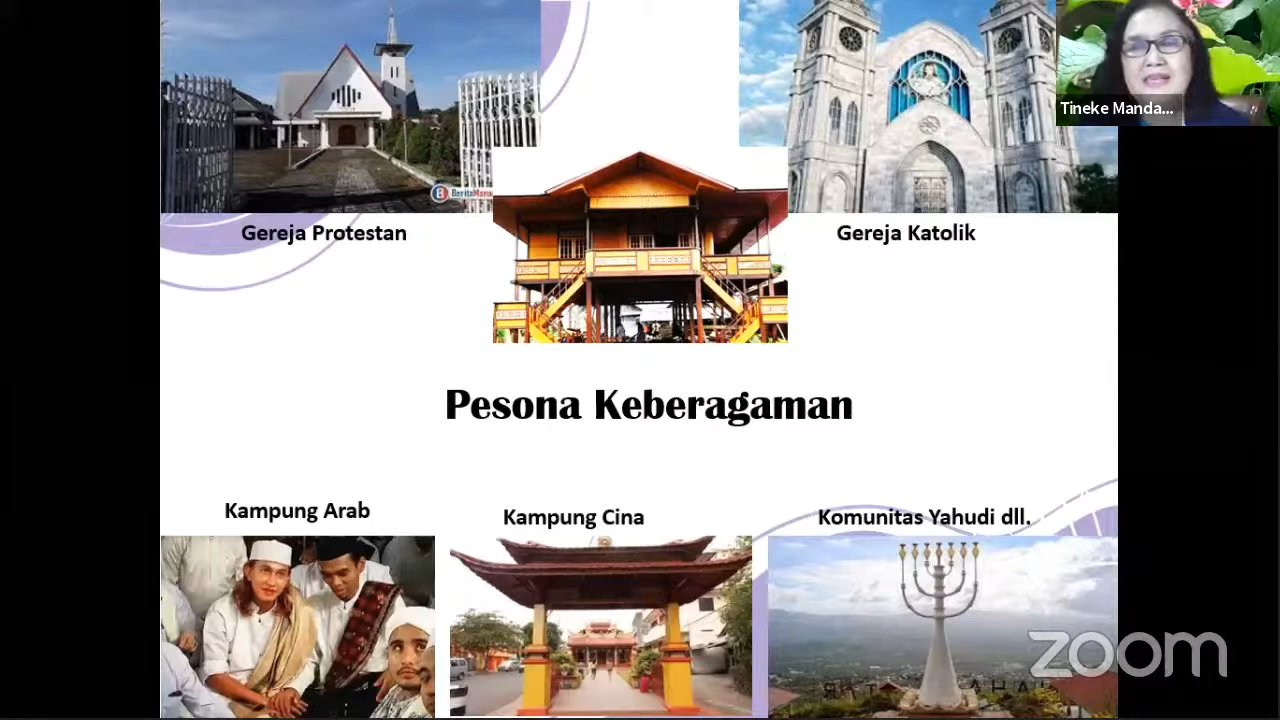 Tineke Manda...
Gereja Protestan
Gereja Katolik
Pesona Keberagaman
Kampung Arab
Kampung Cina
Komunitas Yahudi dll.
zoom